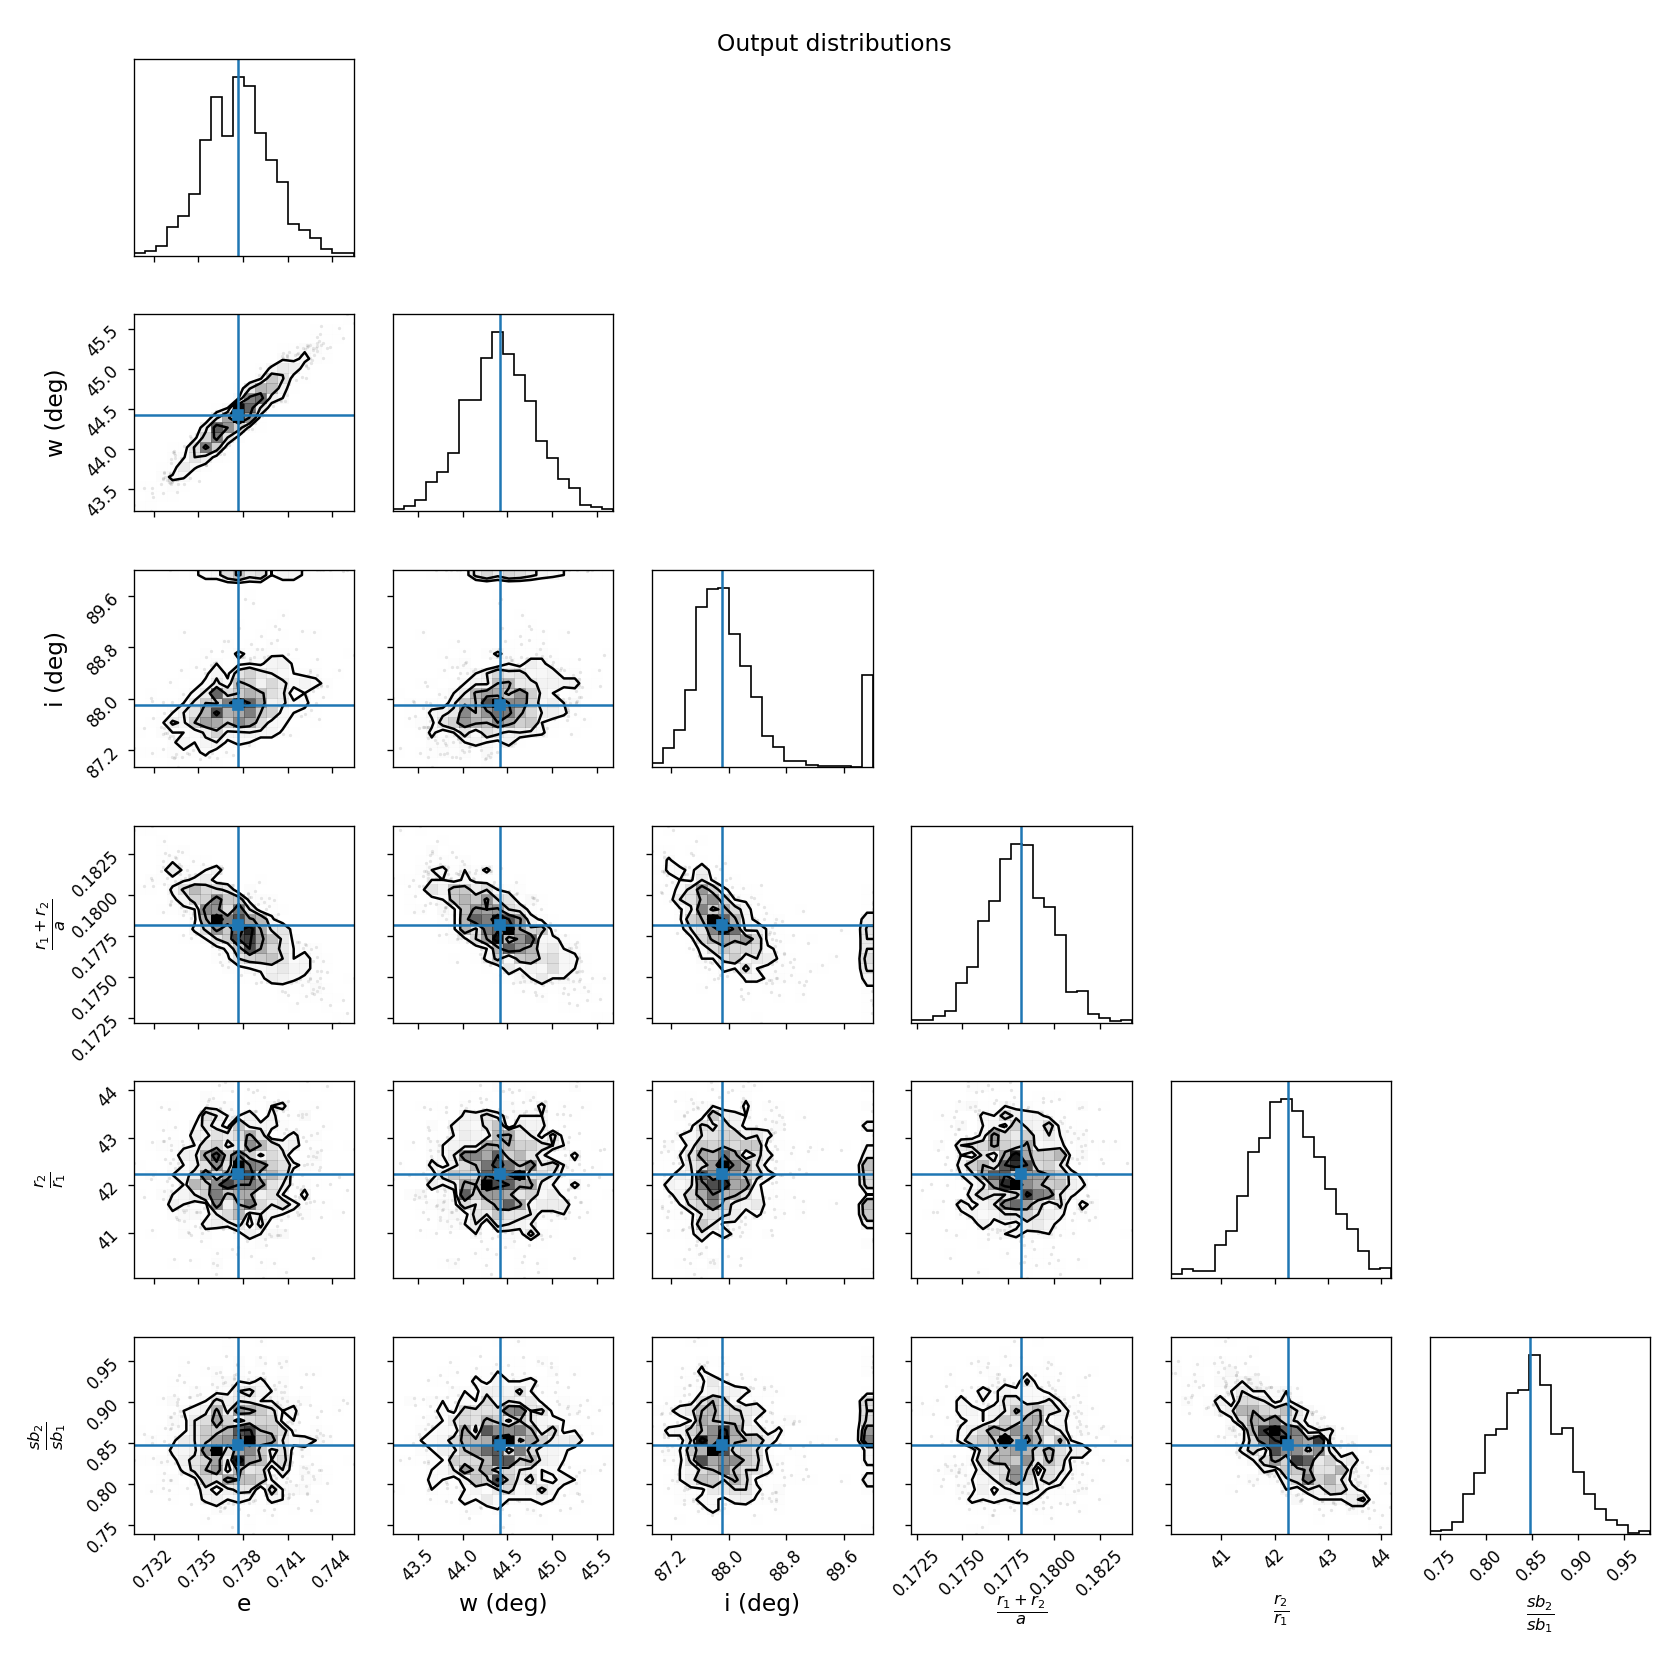 Output distributions
w (deg)
45.5
45.0
44.5
44.0
43.5
i (deg)
89.6
88.8
88.0
87.2
r₁ + r₂
a
0.1825
0.1800
0.1775
0.1750
0.1725
r₂
r₁
44
43
42
41
sb₂
sb₁
0.95
0.90
0.85
0.80
0.75
0.732 0.735 0.738 0.741 0.744
43.5 44.0 44.5 45.0 45.5
87.2 88.0 88.8 89.6
0.1725 0.1750 0.1775 0.1800 0.1825
41 42 43 44
0.75 0.80 0.85 0.90 0.95
e
w (deg)
i (deg)
r₁ + r₂
a
r₂
r₁
sb₂
sb₁